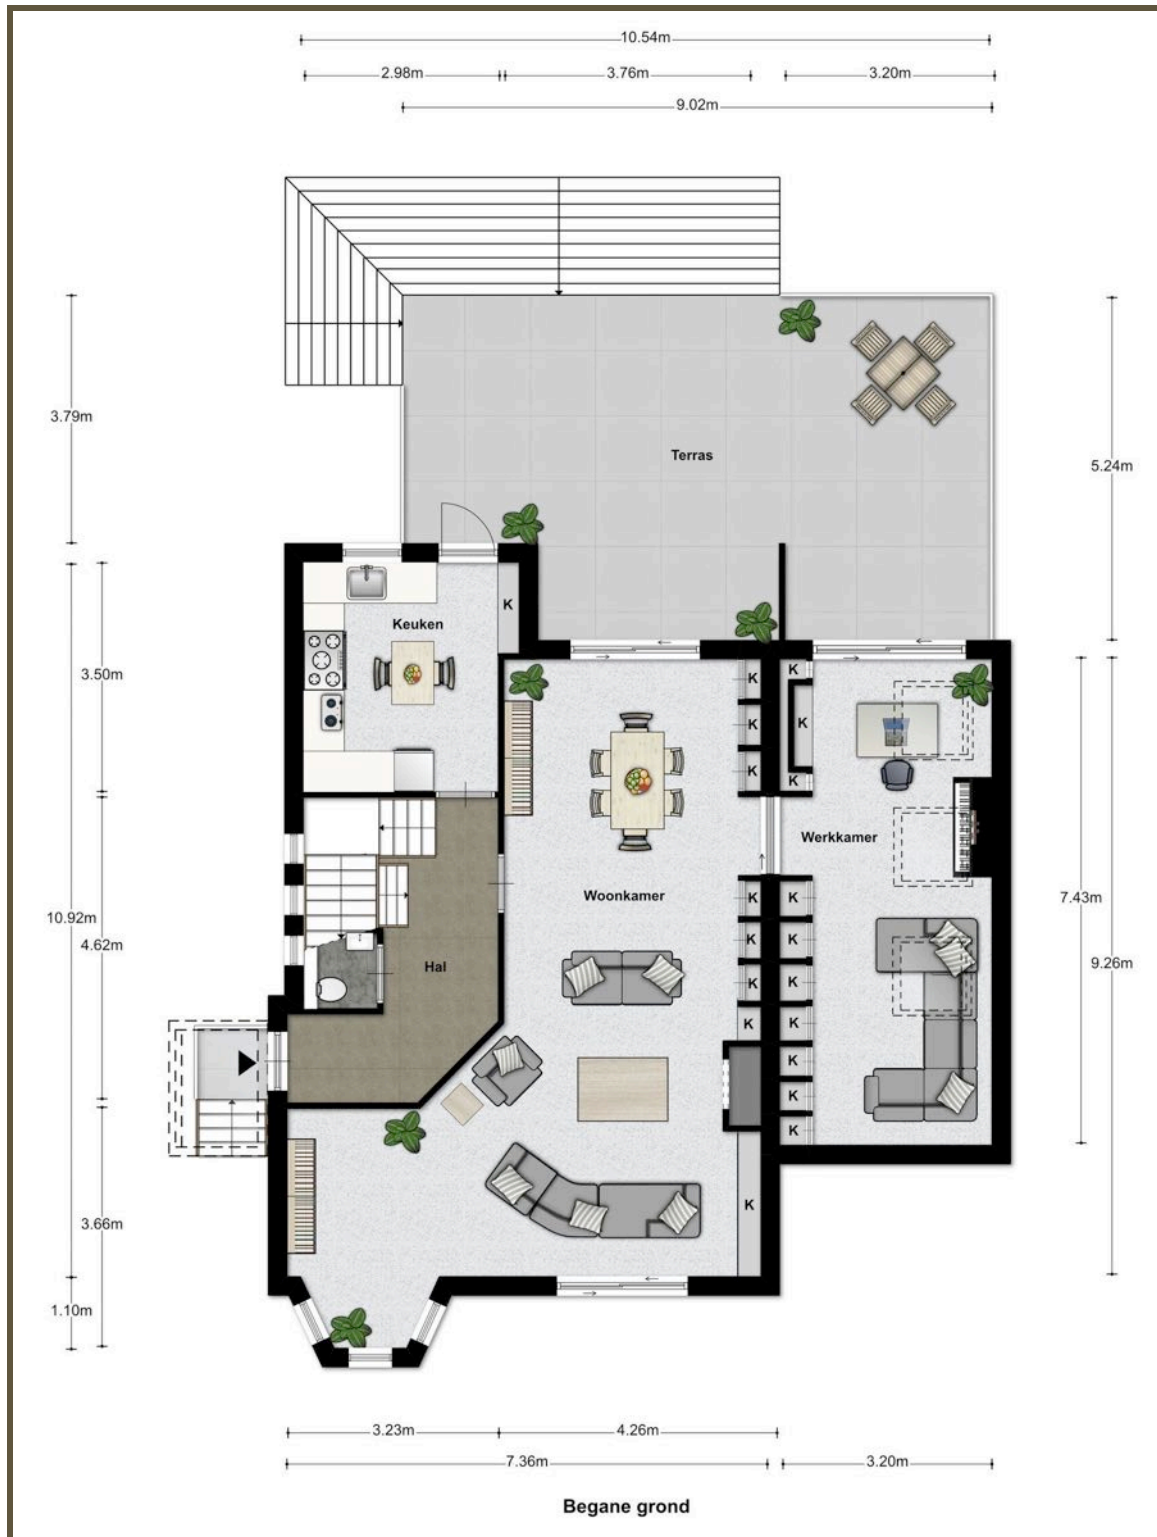 10.54m
2.98m 3.76m 3.20m
9.02m
3.79m
Terras
5.24m
Keuken
K
3.50m
K
K
K
K
K
K
Werkkamer
Woonkamer
7.43m
10.92m
4.62m
K
K
K
K
K
K
K
K
K
K
K
Hal
9.26m
3.66m
K
1.10m
3.23m 4.26m
7.36m 3.20m
Begane grond